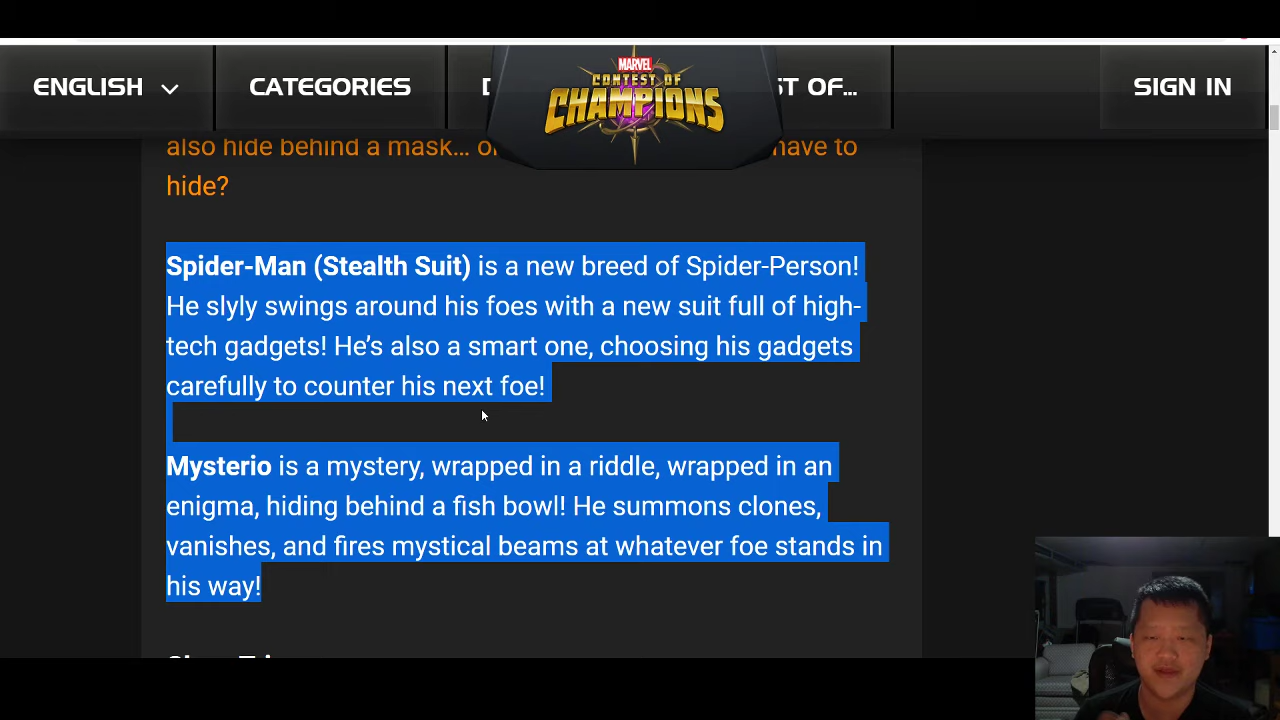 ENGLISH CATEGORIES ST OF... SIGN IN
MARVEL
CONTEST OF
CHAMPIONS
also hide behind a mask… have to
hide?
Spider-Man (Stealth Suit) is a new breed of Spider-Person!
He slyly swings around his foes with a new suit full of high-
tech gadgets! He’s also a smart one, choosing his gadgets
carefully to counter his next foe!
Mysterio is a mystery, wrapped in a riddle, wrapped in an
enigma, hiding behind a fish bowl! He summons clones,
vanishes, and fires mystical beams at whatever foe stands in
his way!